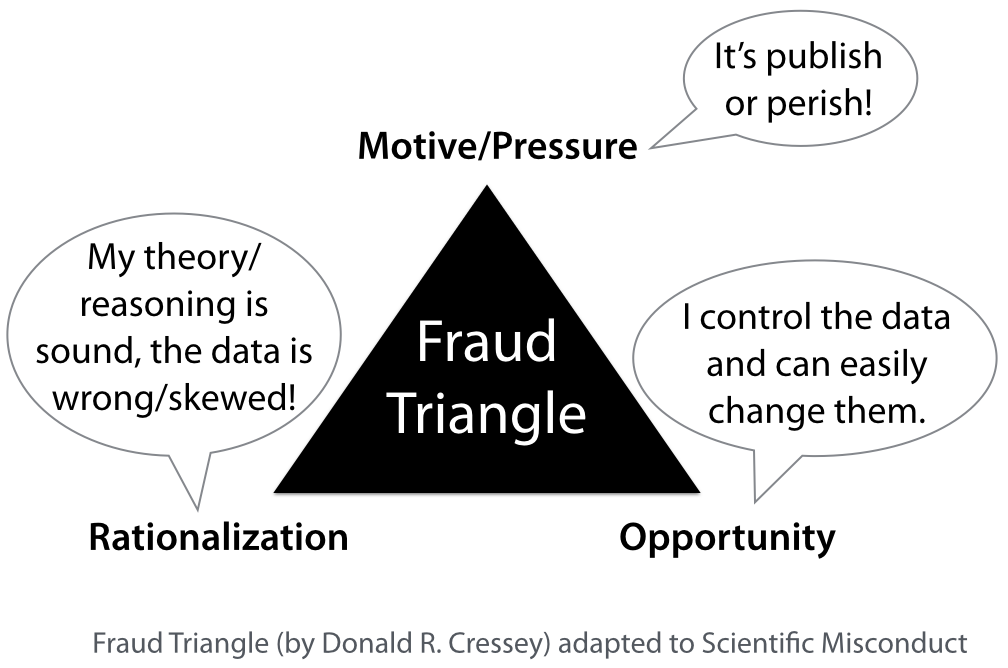 It’s publish
or perish!
Motive/Pressure
My theory/
reasoning is
sound, the data is
wrong/skewed!
Fraud
Triangle
I control the data
and can easily
change them.
Rationalization
Opportunity
Fraud Triangle (by Donald R. Cressey) adapted to Scientific Misconduct